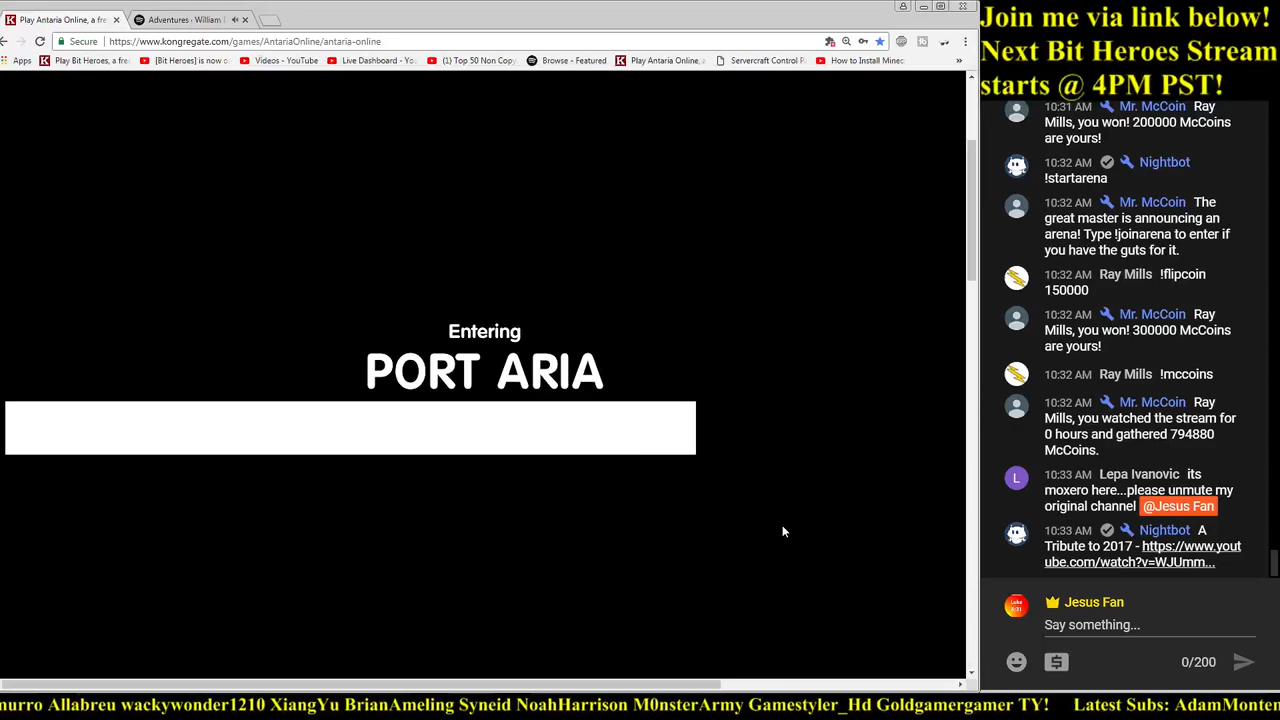 Play Antaria Online, a fre
Adventures - William
Secure
https://www.kongregate.com/games/AntariaOnline/antaria-online
Apps
Play Bit Heroes, a free
[Bit Heroes] is now o
Videos - YouTube
Live Dashboard - You
(1) Top 50 Non Copy
Browse - Featured
Play Antaria Online, a
Servercraft Control P
How to Install Minec
»
Entering
PORT ARIA
Join me via link below!
Next Bit Heroes Stream
starts @ 4PM PST!
10:31 AM Mr. McCoin Ray
Mills, you won! 200000 McCoins
are yours!
10:32 AM Nightbot
!startarena
10:32 AM Mr. McCoin The
great master is announcing an
arena! Type !joinarena to enter if
you have the guts for it.
10:32 AM Ray Mills !flipcoin
150000
10:32 AM Mr. McCoin Ray
Mills, you won! 300000 McCoins
are yours!
10:32 AM Ray Mills !mccoins
10:32 AM Mr. McCoin Ray
Mills, you watched the stream for
0 hours and gathered 794880
McCoins.
10:33 AM Lepa Ivanovic its
moxero here...please unmute my
original channel @Jesus Fan
10:33 AM Nightbot A
Tribute to 2017 - https://www.yout
ube.com/watch?v=WJUmm...
Jesus Fan
Say something...
0/200
murro Allabreu wackywonder1210 XiangYu BrianAmeling Syneid NoahHarrison M0nsterArmy Gamestyler_Hd Goldgamergamer TY! Latest Subs: AdamMonter